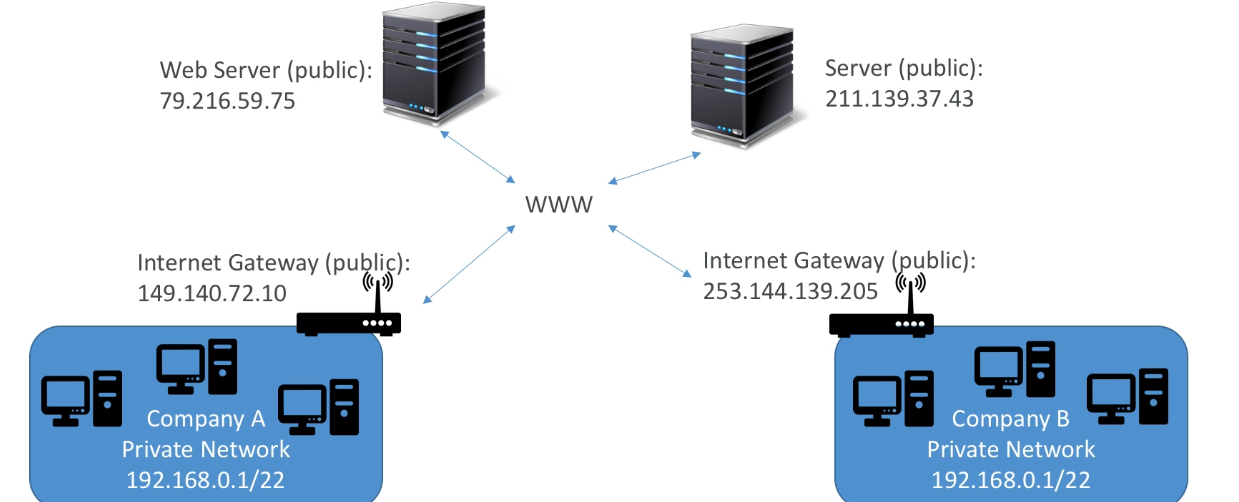 Web Server (public):
79.216.59.75
Server (public):
211.139.37.43
WWW
Internet Gateway (public):
149.140.72.10
Internet Gateway (public):
253.144.139.205
Company A
Private Network
192.168.0.1/22
Company B
Private Network
192.168.0.1/22